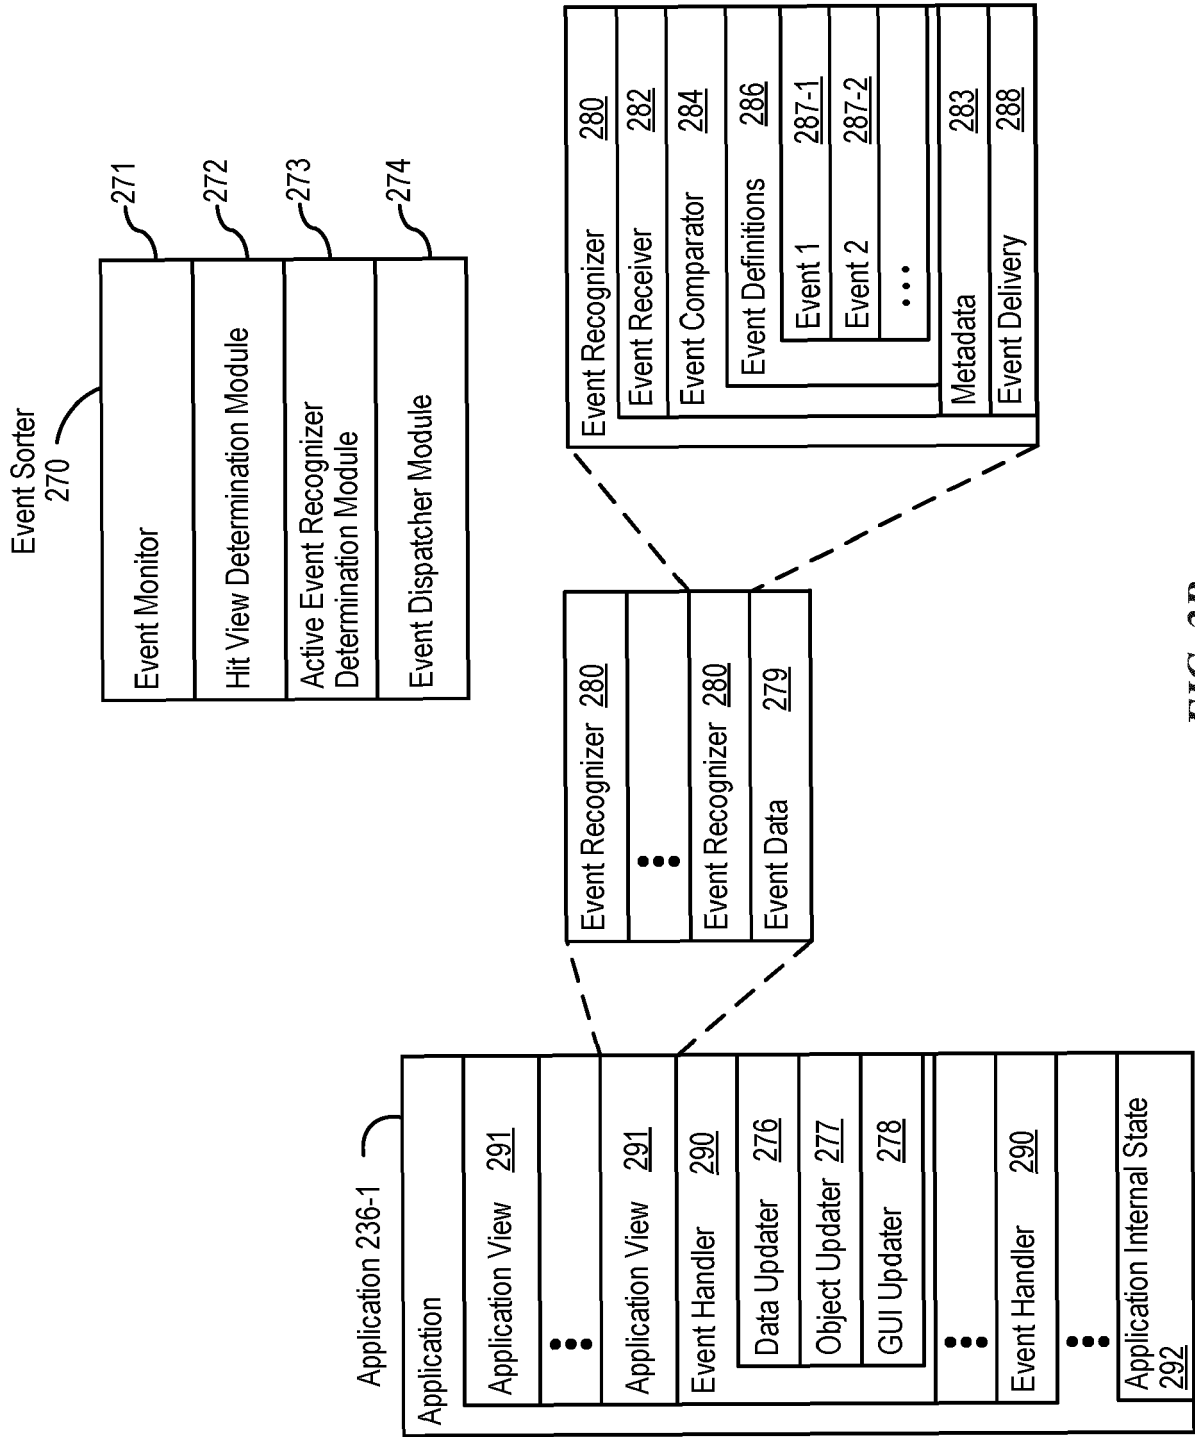 Event Sorter
270
Event Monitor
271
Hit View Determination Module
272
Active Event Recognizer
Determination Module
273
Event Dispatcher Module
274
Application 236-1
Application
Application View 291
Application View 291
Event Handler 290
Data Updater 276
Object Updater 277
GUI Updater 278
Event Handler 290
Application Internal State
292
Event Recognizer 280
Event Recognizer 280
Event Data 279
Event Recognizer 280
Event Receiver 282
Event Comparator 284
Event Definitions 286
Event 1 287-1
Event 2 287-2
Metadata 283
Event Delivery 288